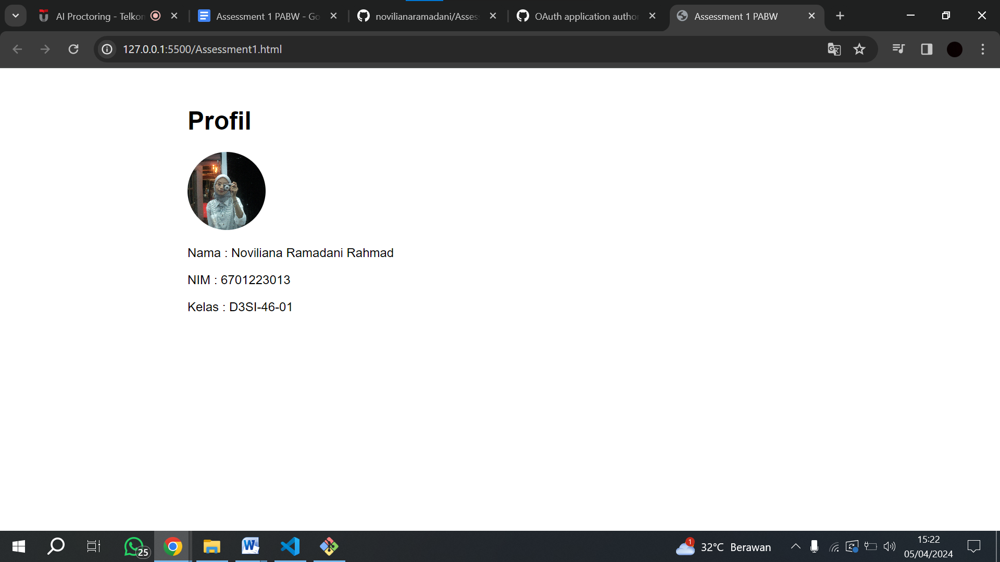 AI Proctoring - Telkon
Assessment 1 PABW - Go
novilianaramadani/Assess
OAuth application author
Assessment 1 PABW
127.0.0.1:5500/Assessment1.html
Profil
Nama : Noviliana Ramadani Rahmad
NIM : 6701223013
Kelas : D3SI-46-01
25
1
32°C Berawan
15:22
05/04/2024